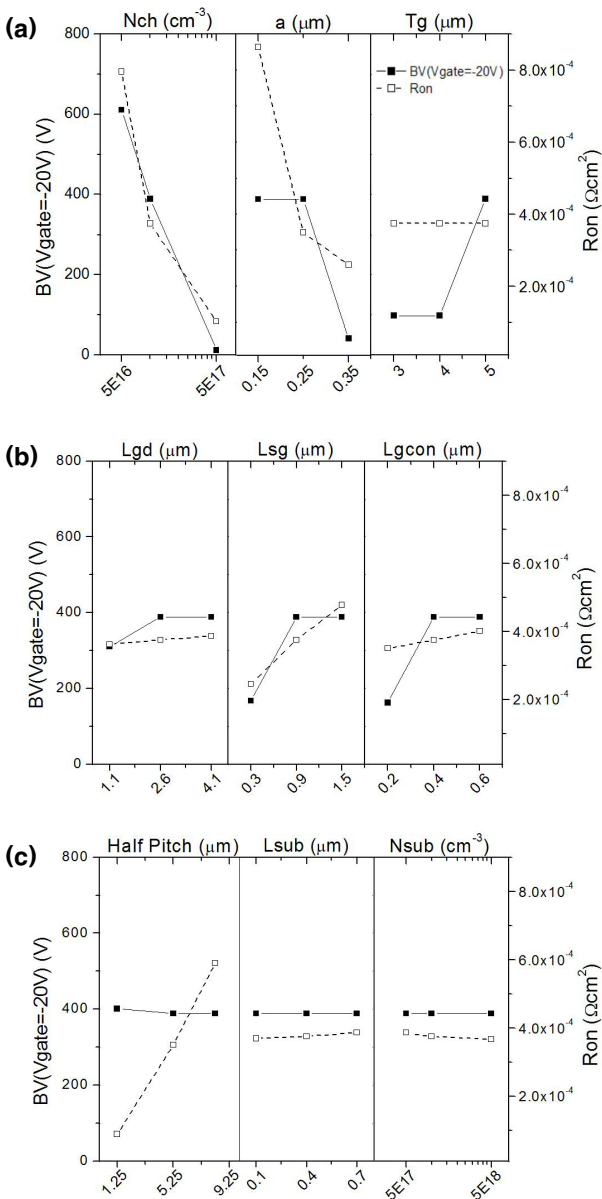 (a)
Nch (cm-3) a (μm) Tg (μm)
800
600
400
200
0
BV(Vgate=-20V) (V)
BV(Vgate=-20V)
Ron
8.0x10-4
6.0x10-4
4.0x10-4
2.0x10-4
Ron (Ωcm2)
5E16 5E17 0.15 0.25 0.35 3 4 5
(b)
Lgd (μm) Lsg (μm) Lgcon (μm)
800
600
400
200
0
BV(Vgate=-20V) (V)
8.0x10-4
6.0x10-4
4.0x10-4
2.0x10-4
Ron (Ωcm2)
1.1 2.6 4.1 0.3 0.9 1.5 0.2 0.4 0.6
(c)
Half Pitch (μm) Lsub (μm) Nsub (cm-3)
800
600
400
200
0
BV(Vgate=-20V) (V)
8.0x10-4
6.0x10-4
4.0x10-4
2.0x10-4
Ron (Ωcm2)
1.25 5.25 9.25 0.1 0.4 0.7 5E17 5E18